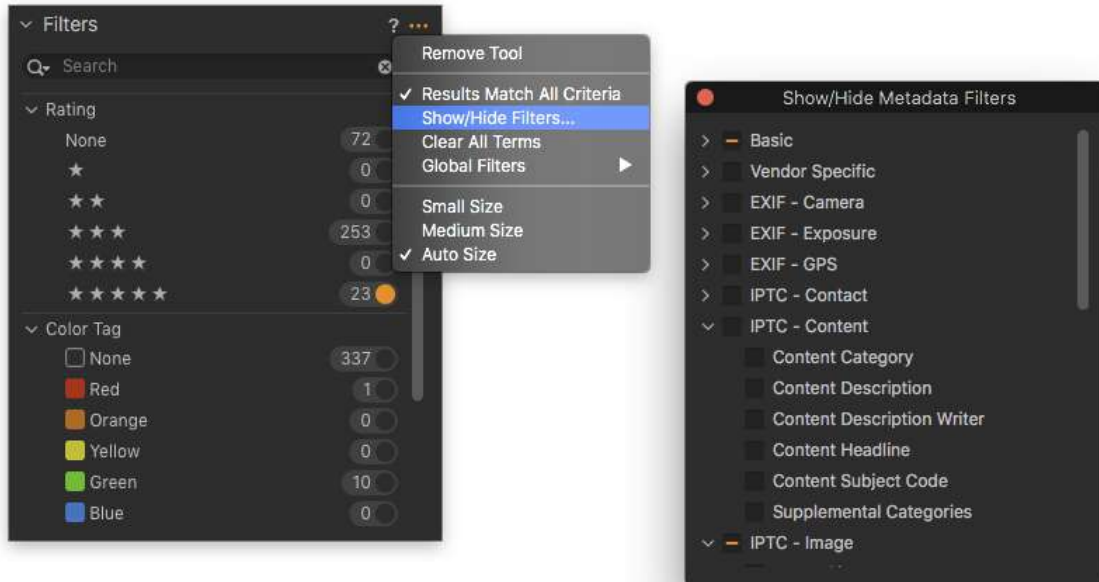 Filters ? ...
Search
Rating
None 72
★ 0
★ ★ 0
★ ★ ★ 253
★ ★ ★ ★ 0
★ ★ ★ ★ ★ 23
Color Tag
None 337
Red 1
Orange 0
Yellow 0
Green 10
Blue 0
Remove Tool
✓ Results Match All Criteria
Show/Hide Filters...
Clear All Terms
Global Filters
Small Size
Medium Size
✓ Auto Size
Show/Hide Metadata Filters
Basic
Vendor Specific
EXIF - Camera
EXIF - Exposure
EXIF - GPS
IPTC - Contact
IPTC - Content
Content Category
Content Description
Content Description Writer
Content Headline
Content Subject Code
Supplemental Categories
IPTC - Image